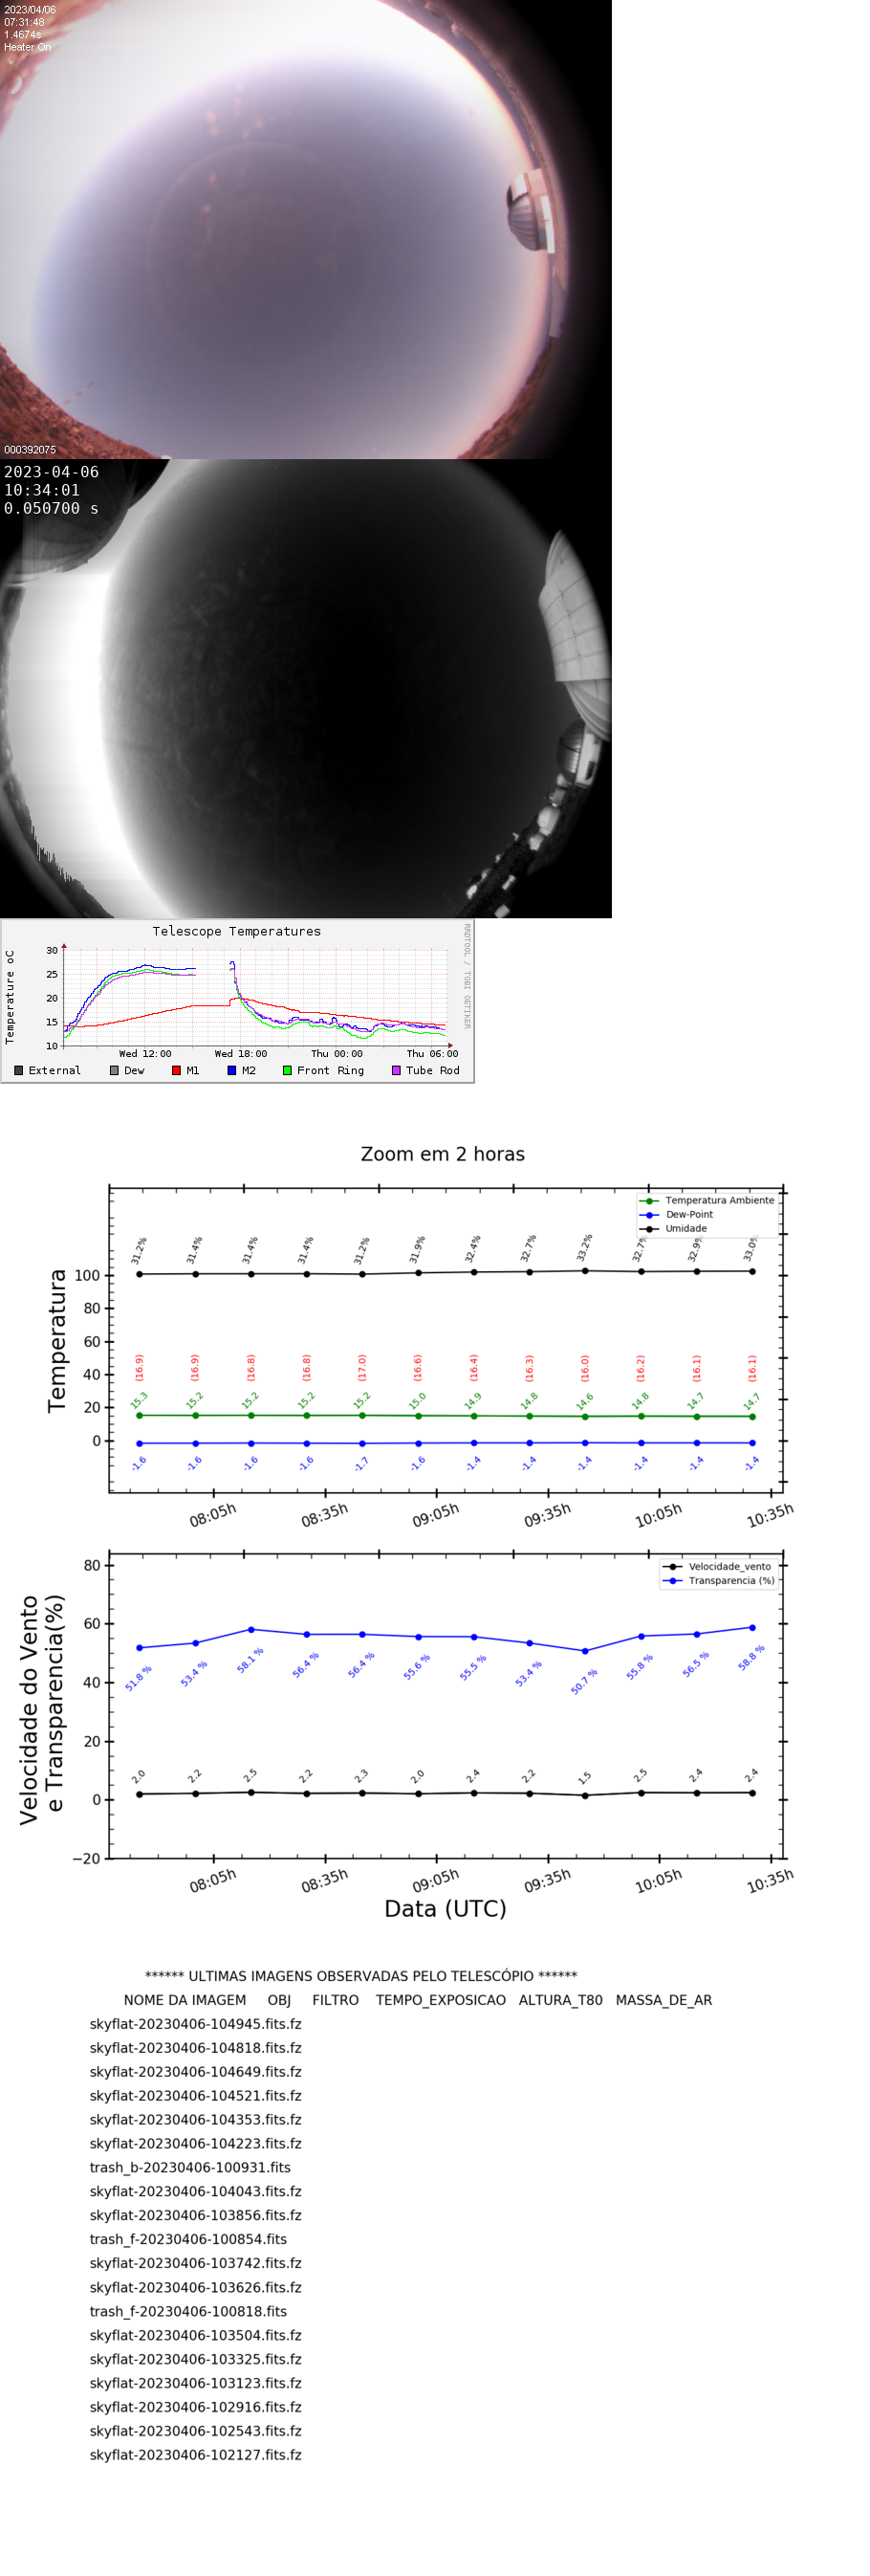 2023/04/06
07:31:48
1.4674s
Heater On
000392075
2023-04-06
10:34:01
0.050700 s
Telescope Temperatures
RRDTOOL / TOBI OETIKER
Temperature oC
30
25
20
15
10
Wed 12:00 Wed 18:00 Thu 00:00 Thu 06:00
External Dew M1 M2 Front Ring Tube Rod
Zoom em 2 horas
Temperatura Ambiente
Dew-Point
Umidade
Temperatura
100
80
60
40
20
0
31.2% 31.4% 31.4% 31.4% 31.2% 31.9% 32.4% 32.7% 33.2% 32.7% 32.9% 33.0%
(16.9) (16.9) (16.8) (16.8) (17.0) (16.6) (16.4) (16.3) (16.0) (16.2) (16.1) (16.1)
15.3 15.2 15.2 15.2 15.2 15.0 14.9 14.8 14.6 14.8 14.7 14.7
-1.6 -1.6 -1.6 -1.6 -1.7 -1.6 -1.4 -1.4 -1.4 -1.4 -1.4 -1.4
08:05h 08:35h 09:05h 09:35h 10:05h 10:35h
Velocidade_vento
Transparencia (%)
Velocidade do Vento
e Transparencia(%)
80
60
40
20
0
−20
51.8 % 53.4 % 58.1 % 56.4 % 56.4 % 55.6 % 55.5 % 53.4 % 50.7 % 55.8 % 56.5 % 58.8 %
2.0 2.2 2.5 2.2 2.3 2.0 2.4 2.2 1.5 2.5 2.4 2.4
08:05h 08:35h 09:05h 09:35h 10:05h 10:35h
Data (UTC)
****** ULTIMAS IMAGENS OBSERVADAS PELO TELESCÓPIO ******
NOME DA IMAGEM OBJ FILTRO TEMPO_EXPOSICAO ALTURA_T80 MASSA_DE_AR
skyflat-20230406-104945.fits.fz
skyflat-20230406-104818.fits.fz
skyflat-20230406-104649.fits.fz
skyflat-20230406-104521.fits.fz
skyflat-20230406-104353.fits.fz
skyflat-20230406-104223.fits.fz
trash_b-20230406-100931.fits
skyflat-20230406-104043.fits.fz
skyflat-20230406-103856.fits.fz
trash_f-20230406-100854.fits
skyflat-20230406-103742.fits.fz
skyflat-20230406-103626.fits.fz
trash_f-20230406-100818.fits
skyflat-20230406-103504.fits.fz
skyflat-20230406-103325.fits.fz
skyflat-20230406-103123.fits.fz
skyflat-20230406-102916.fits.fz
skyflat-20230406-102543.fits.fz
skyflat-20230406-102127.fits.fz